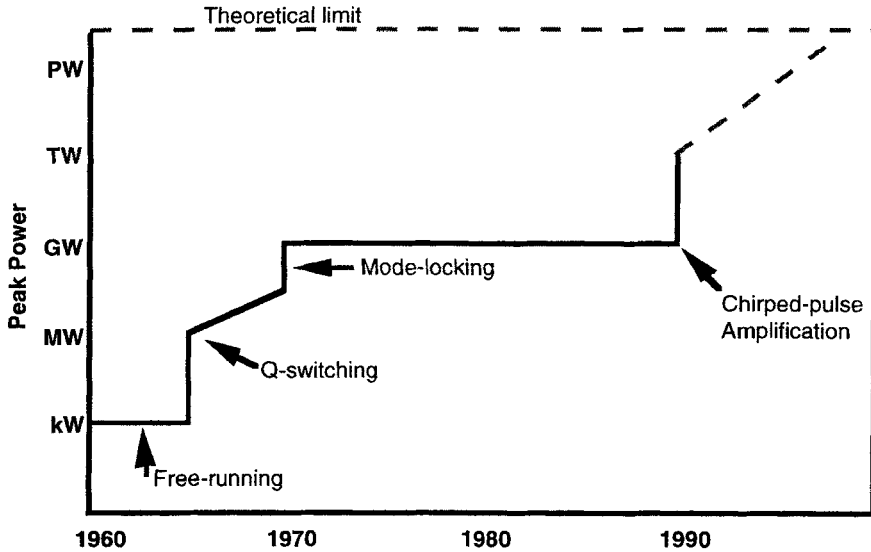 Theoretical limit
PW
TW
GW
MW
kW
Peak Power
Mode-locking
Chirped-pulse
Amplification
Q-switching
Free-running
1960
1970
1980
1990